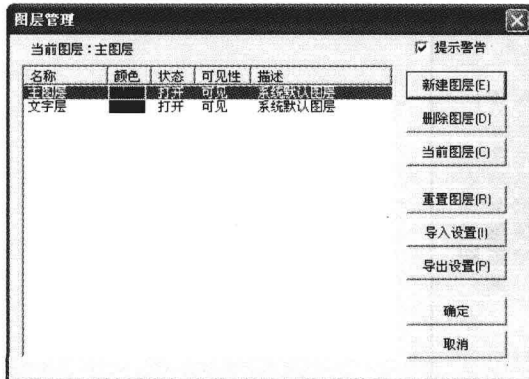 图层管理
当前图层:主图层
提示警告
名称 颜色 状态 可见性 描述
主图层 打开 可见 系统默认图层
文字层 打开 可见 系统默认图层
新建图层(E)
删除图层(D)
当前图层(C)
重置图层(R)
导入设置(I)
导出设置(P)
确定
取消